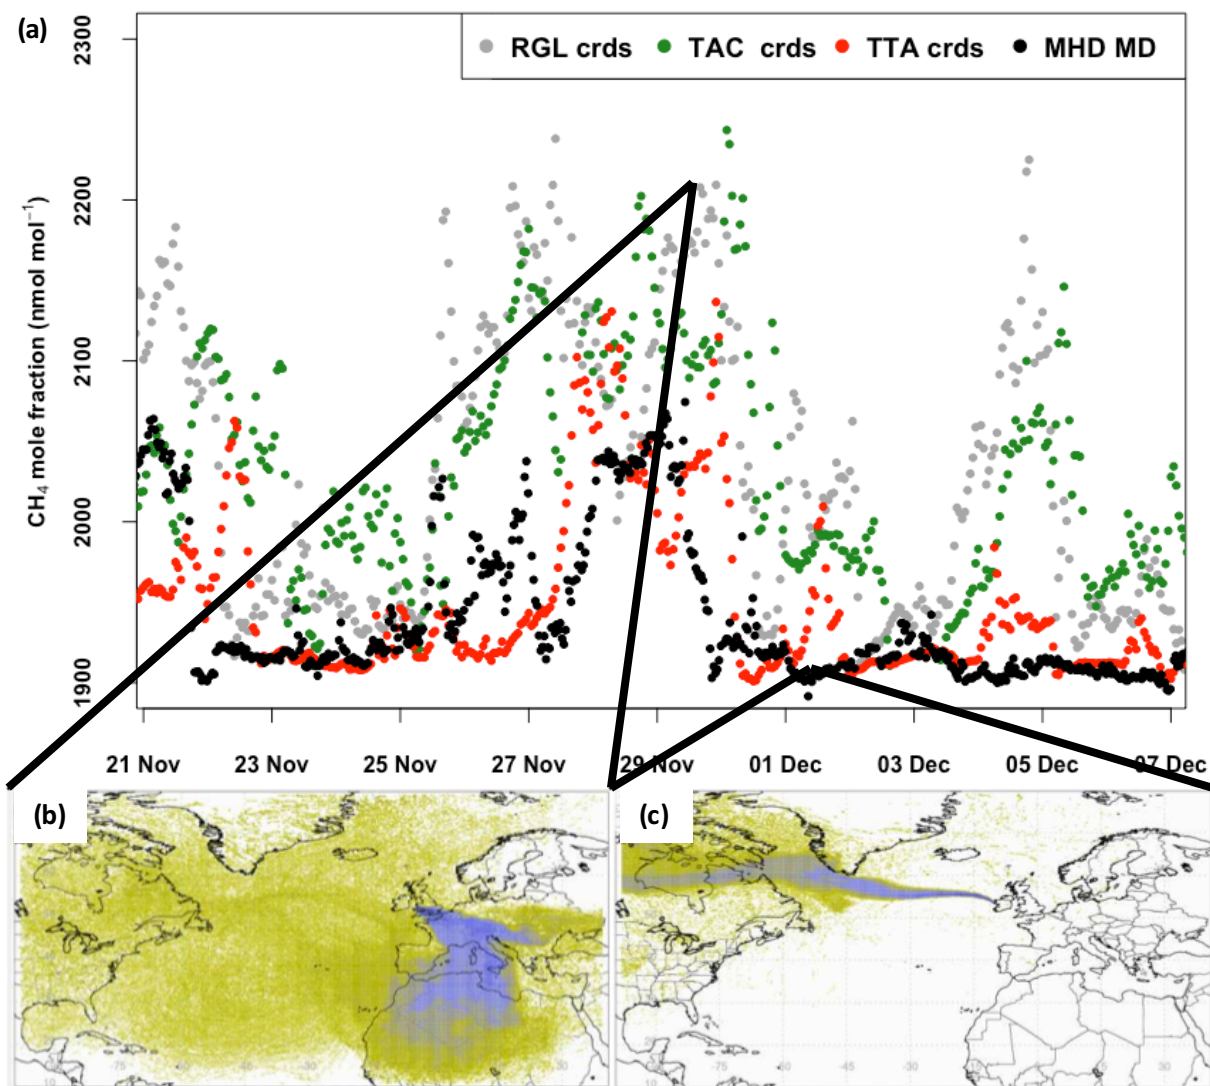 (a)
RGL crds TAC crds TTA crds MHD MD
CH₄ mole fraction (nmol mol⁻¹)
2300
2200
2100
2000
1900
21 Nov 23 Nov 25 Nov 27 Nov 29 Nov 01 Dec 03 Dec 05 Dec 07 Dec
(b)
(c)